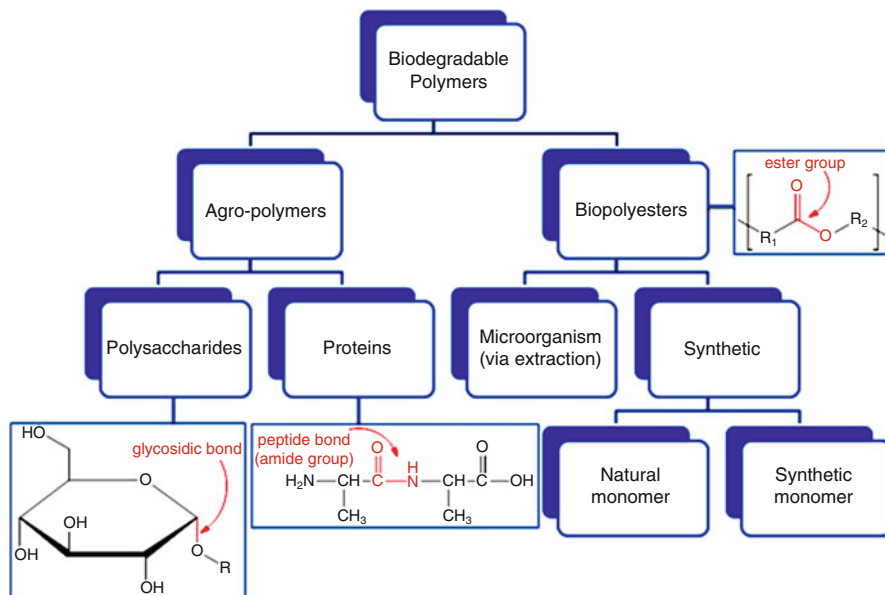 Biodegradable
Polymers
Agro-polymers
Biopolyesters
ester group
O
R1
O
R2
Polysaccharides
Proteins
Microorganism
(via extraction)
Synthetic
HO
glycosidic bond
O
OH
OH
OH
O
R
peptide bond
(amide group)
O
H
O
H2N—CH—C—N—CH—C—OH
CH3
CH3
Natural
monomer
Synthetic
monomer